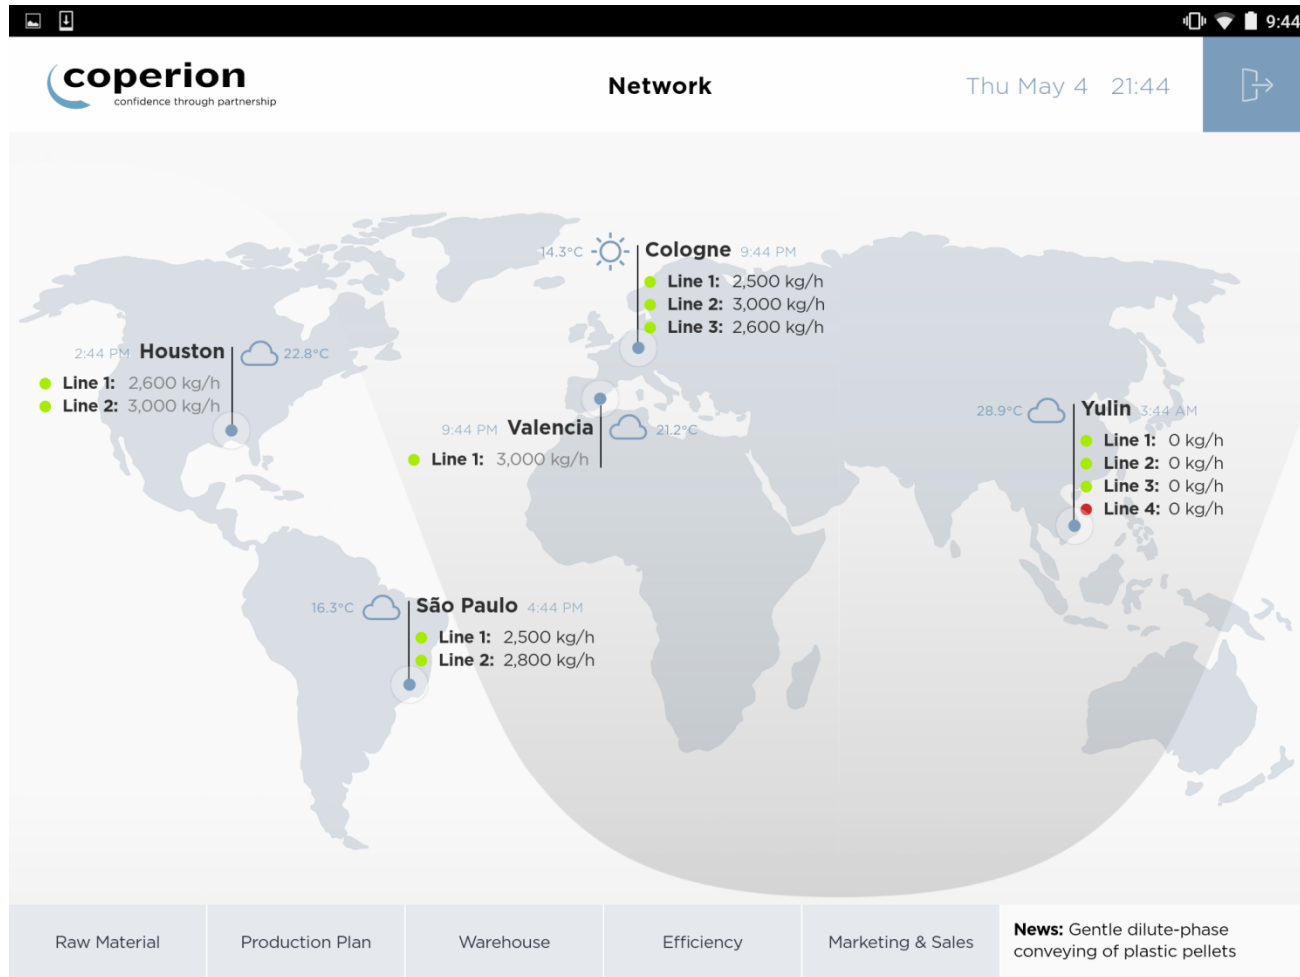 9:44
coperion
confidence through partnership
Network
Thu May 4 21:44
14.3°C Cologne 9:44 PM
Line 1: 2,500 kg/h
Line 2: 3,000 kg/h
Line 3: 2,600 kg/h
2:44 PM Houston 22.8°C
Line 1: 2,600 kg/h
Line 2: 3,000 kg/h
9:44 PM Valencia 21.2°C
Line 1: 3,000 kg/h
28.9°C Yulin 3:44 AM
Line 1: 0 kg/h
Line 2: 0 kg/h
Line 3: 0 kg/h
Line 4: 0 kg/h
16.3°C São Paulo 4:44 PM
Line 1: 2,500 kg/h
Line 2: 2,800 kg/h
Raw Material
Production Plan
Warehouse
Efficiency
Marketing & Sales
News: Gentle dilute-phase
conveying of plastic pellets